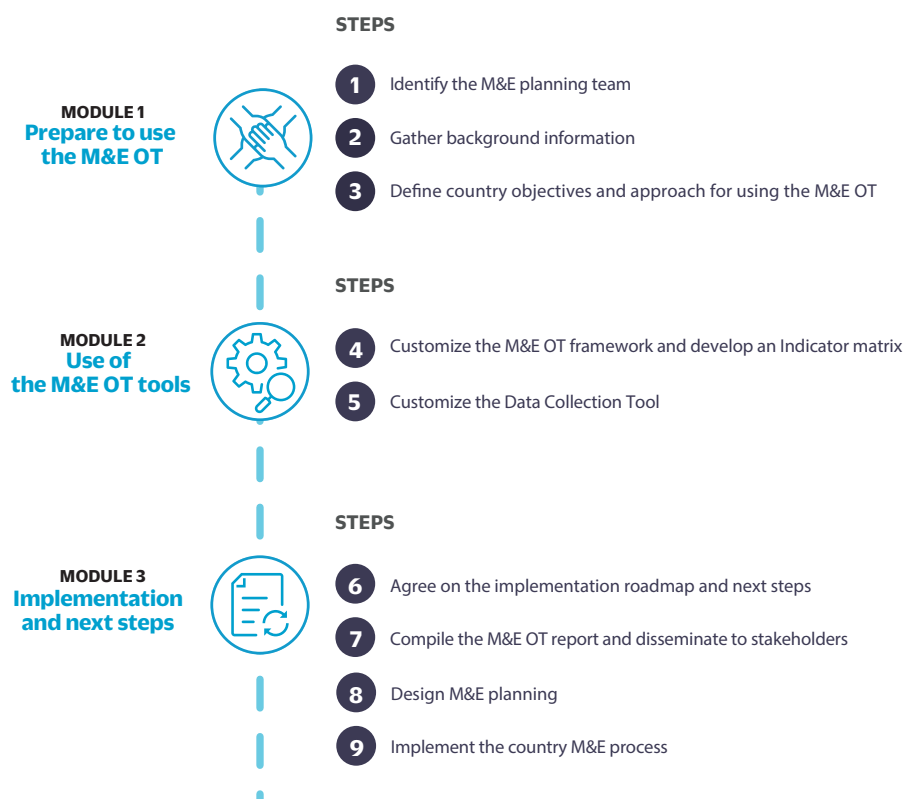 STEPS
MODULE 1
Prepare to use
the M&E OT
1 Identify the M&E planning team
2 Gather background information
3 Define country objectives and approach for using the M&E OT
STEPS
MODULE 2
Use of
the M&E OT tools
4 Customize the M&E OT framework and develop an Indicator matrix
5 Customize the Data Collection Tool
STEPS
MODULE 3
Implementation
and next steps
6 Agree on the implementation roadmap and next steps
7 Compile the M&E OT report and disseminate to stakeholders
8 Design M&E planning
9 Implement the country M&E process